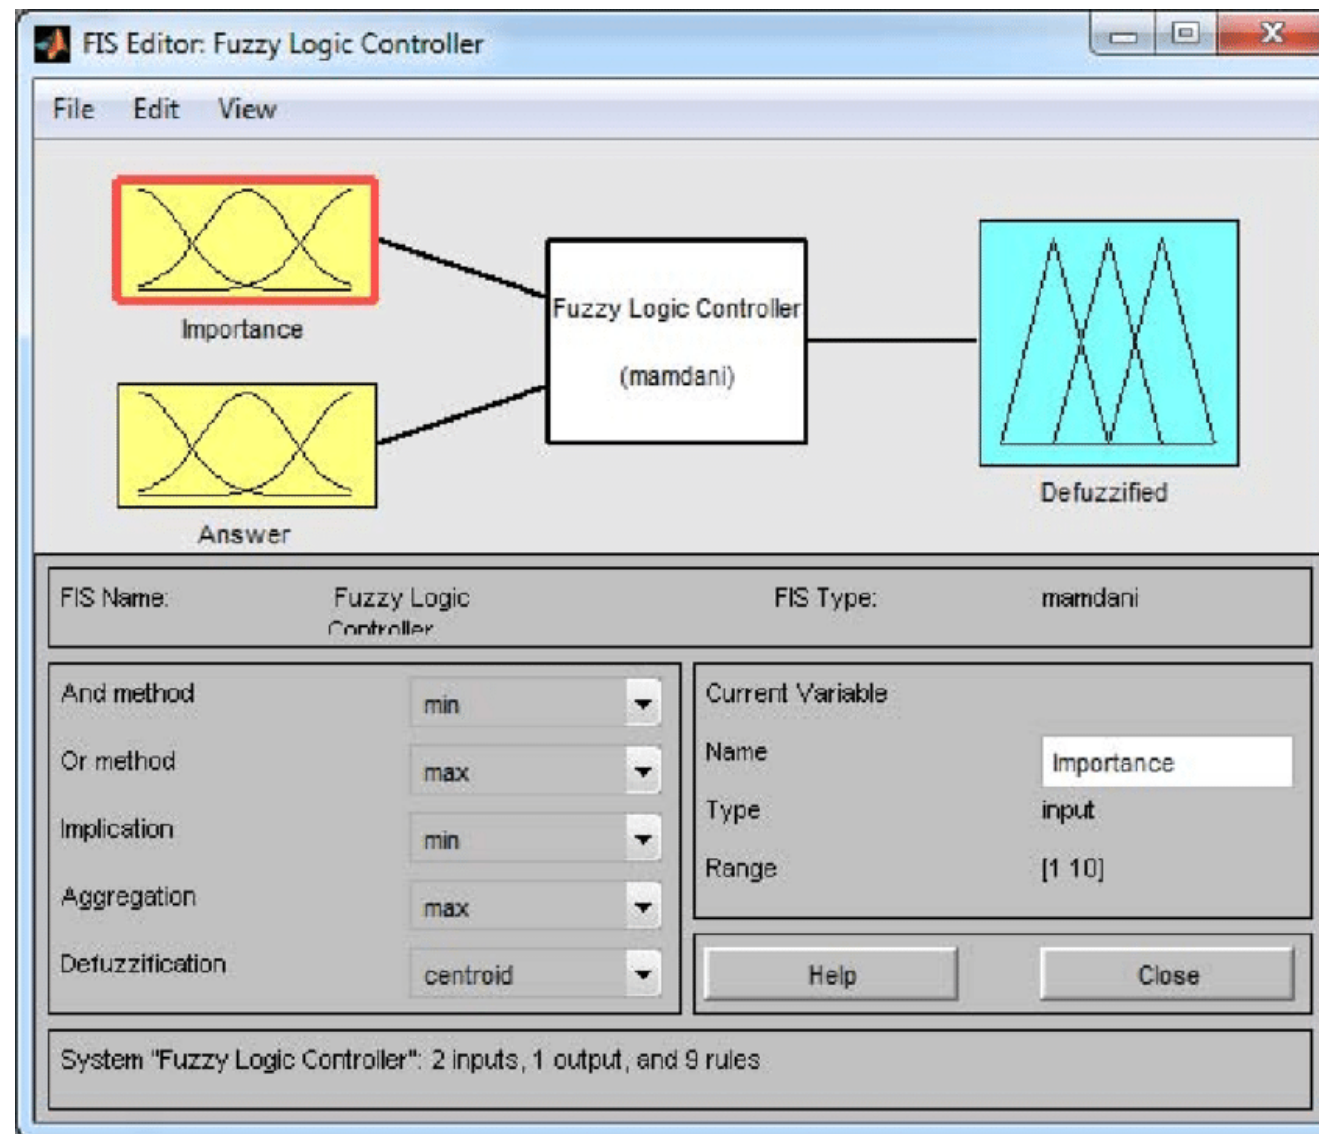 FIS Editor: Fuzzy Logic Controller
File Edit View
Importance
Answer
Fuzzy Logic Controller
(mamdani)
Defuzzified
FIS Name: Fuzzy Logic
Controller
FIS Type: mamdani
And method min
Or method max
Implication min
Aggregation max
Defuzzification centroid
Current Variable
Name Importance
Type input
Range [1 10]
Help Close
System "Fuzzy Logic Controller": 2 inputs, 1 output, and 9 rules